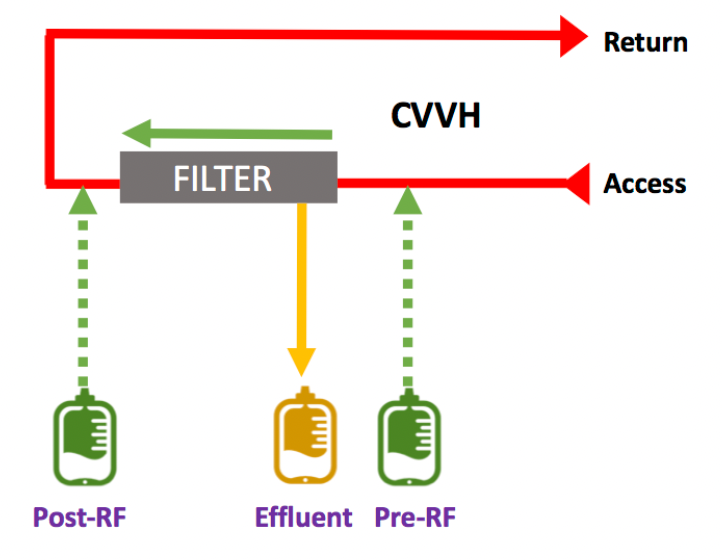 Return
CVVH
FILTER
Access
Post-RF
Effluent
Pre-RF